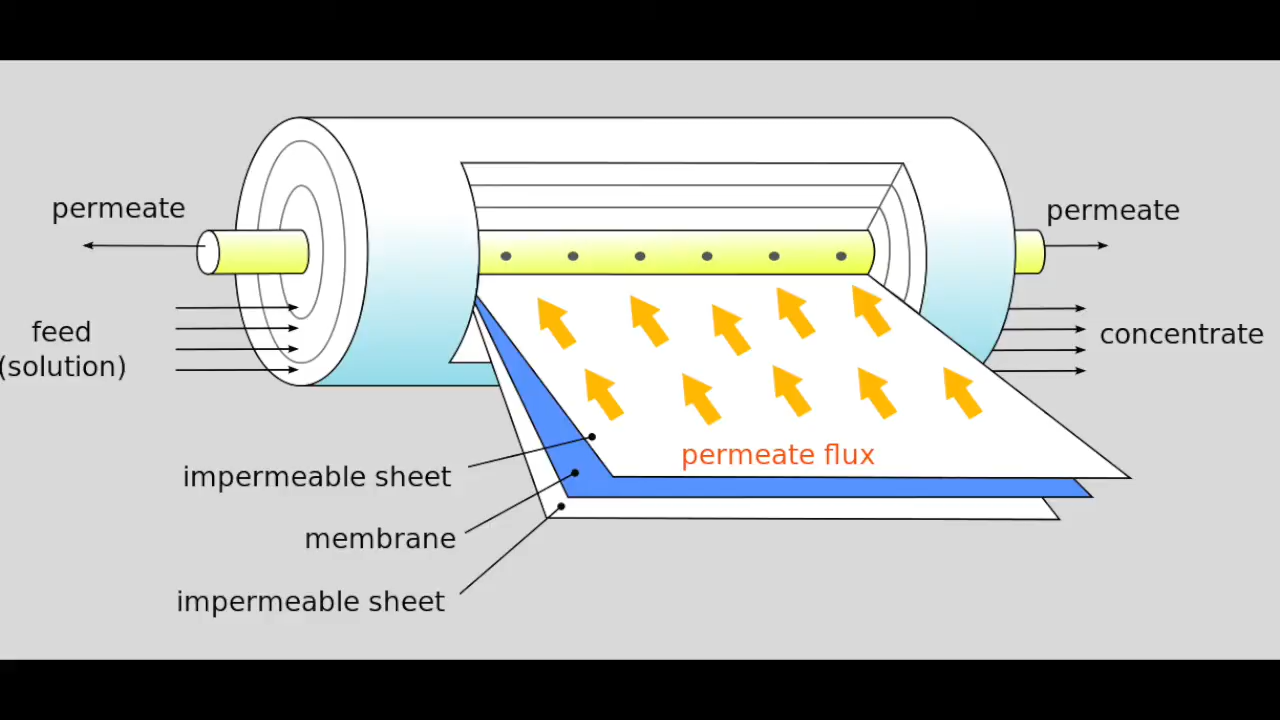 permeate
permeate
feed
(solution)
concentrate
permeate flux
impermeable sheet
membrane
impermeable sheet